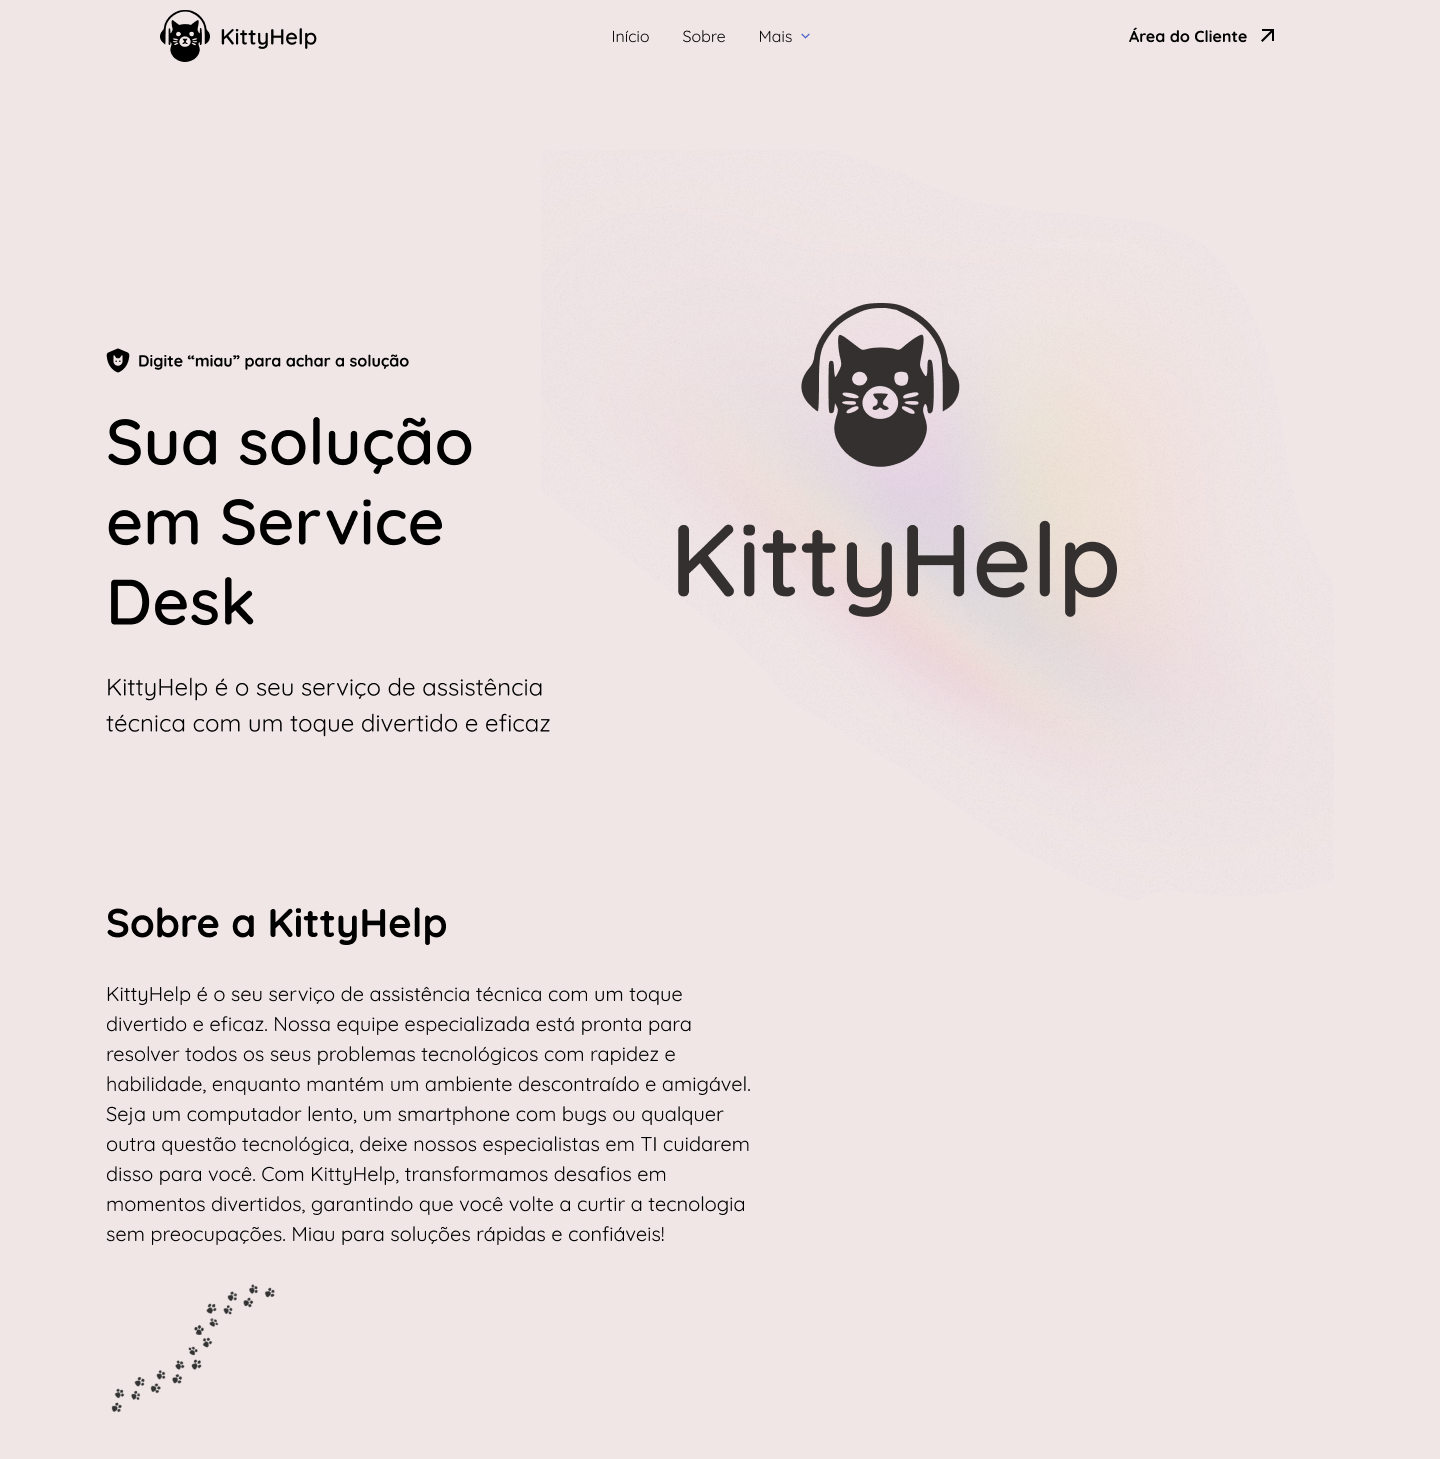 KittyHelp
Início
Sobre
Mais
Área do Cliente
Digite “miau” para achar a solução
Sua solução
em Service
Desk
KittyHelp é o seu serviço de assistência
técnica com um toque divertido e eficaz
KittyHelp
Sobre a KittyHelp
KittyHelp é o seu serviço de assistência técnica com um toque
divertido e eficaz. Nossa equipe especializada está pronta para
resolver todos os seus problemas tecnológicos com rapidez e
habilidade, enquanto mantém um ambiente descontraído e amigável.
Seja um computador lento, um smartphone com bugs ou qualquer
outra questão tecnológica, deixe nossos especialistas em TI cuidarem
disso para você. Com KittyHelp, transformamos desafios em
momentos divertidos, garantindo que você volte a curtir a tecnologia
sem preocupações. Miau para soluções rápidas e confiáveis!